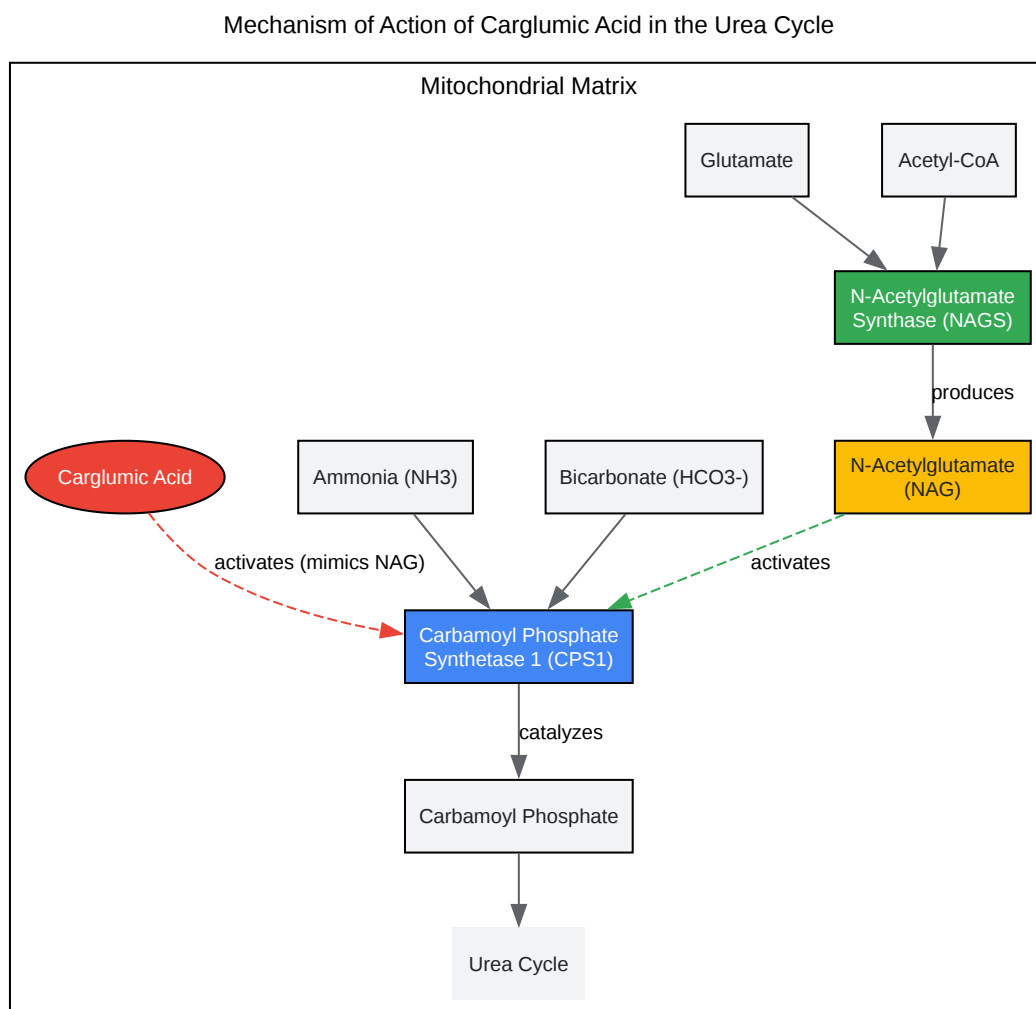 Mechanism of Action of Carglumic Acid in the Urea Cycle
Mitochondrial Matrix
Glutamate
Acetyl-CoA
N-Acetylglutamate
Synthase (NAGS)
produces
Carglumic Acid
Ammonia (NH3)
Bicarbonate (HCO3-)
N-Acetylglutamate
(NAG)
activates (mimics NAG)
activates
Carbamoyl Phosphate
Synthetase 1 (CPS1)
catalyzes
Carbamoyl Phosphate
Urea Cycle